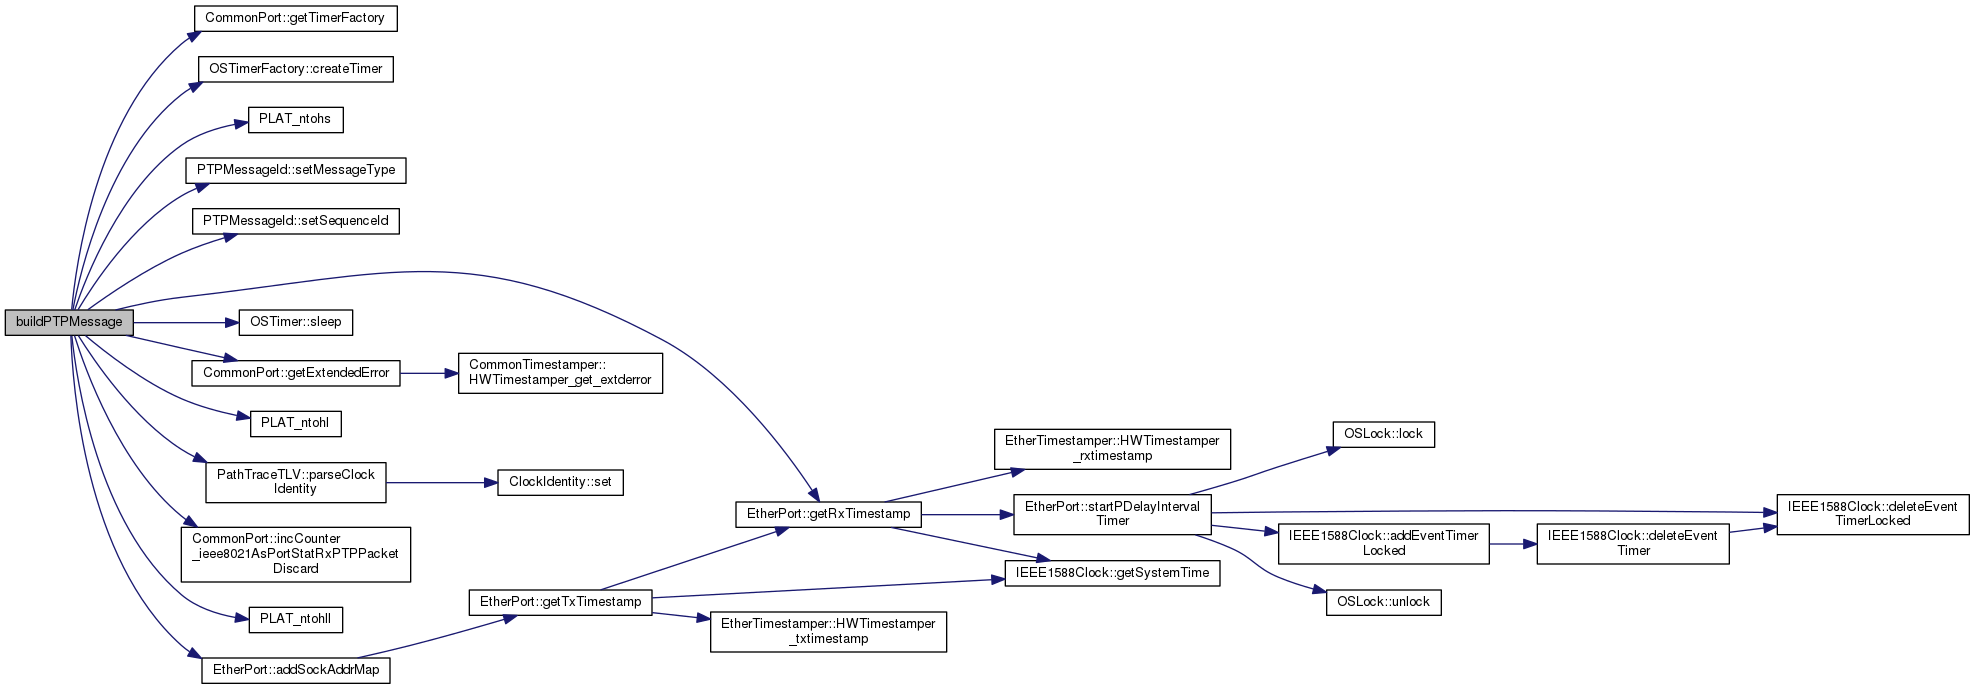 CommonPort::getTimerFactory
OSTimerFactory::createTimer
PLAT_ntohs
PTPMessageId::setMessageType
PTPMessageId::setSequenceId
buildPTPMessage
OSTimer::sleep
CommonPort::getExtendedError
CommonTimestamper::
HWTimestamper_get_extderror
PLAT_ntohl
PathTraceTLV::parseClock
Identity
ClockIdentity::set
CommonPort::incCounter
_ieee8021AsPortStatRxPTPPacket
Discard
PLAT_ntohll
EtherPort::addSockAddrMap
EtherPort::getTxTimestamp
EtherPort::getRxTimestamp
EtherTimestamper::HWTimestamper
_txtimestamp
EtherTimestamper::HWTimestamper
_rxtimestamp
EtherPort::startPDelayInterval
Timer
IEEE1588Clock::getSystemTime
OSLock::lock
IEEE1588Clock::addEventTimer
Locked
OSLock::unlock
IEEE1588Clock::deleteEvent
Timer
IEEE1588Clock::deleteEvent
TimerLocked